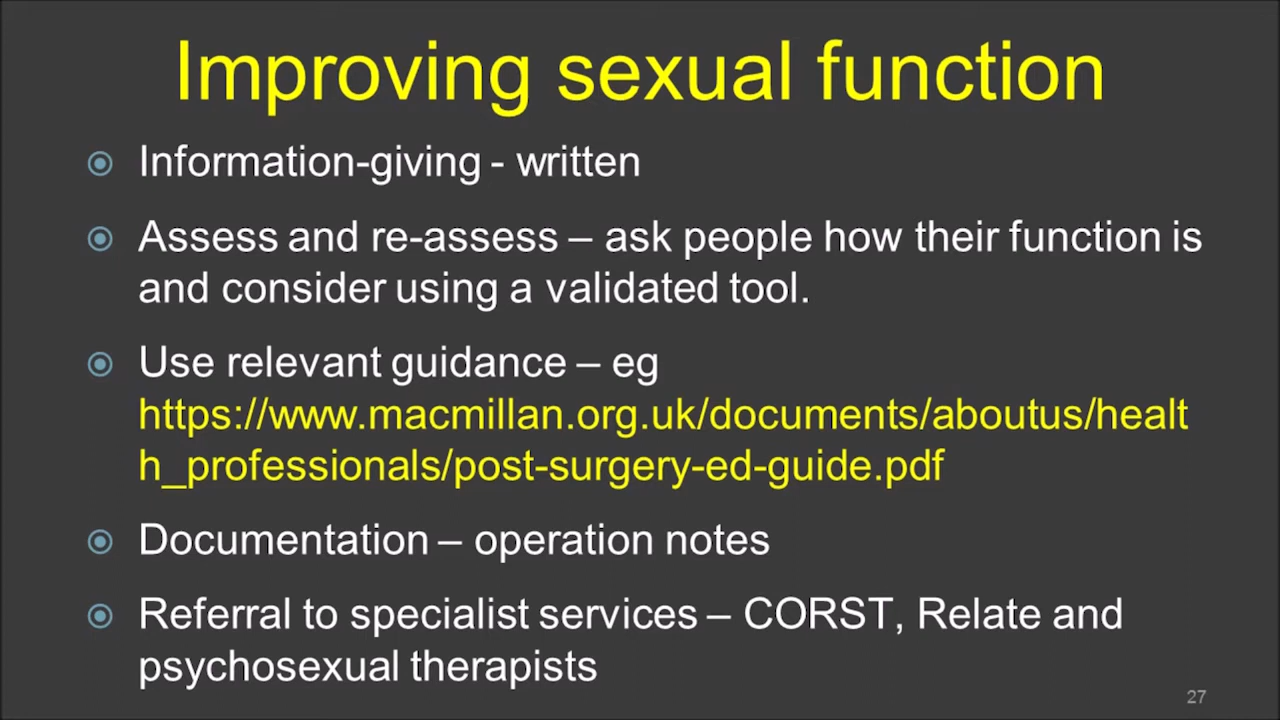 Improving sexual function
Information-giving - written
Assess and re-assess – ask people how their function is
and consider using a validated tool.
Use relevant guidance – eg
https://www.macmillan.org.uk/documents/aboutus/healt
h_professionals/post-surgery-ed-guide.pdf
Documentation – operation notes
Referral to specialist services – CORST, Relate and
psychosexual therapists
27